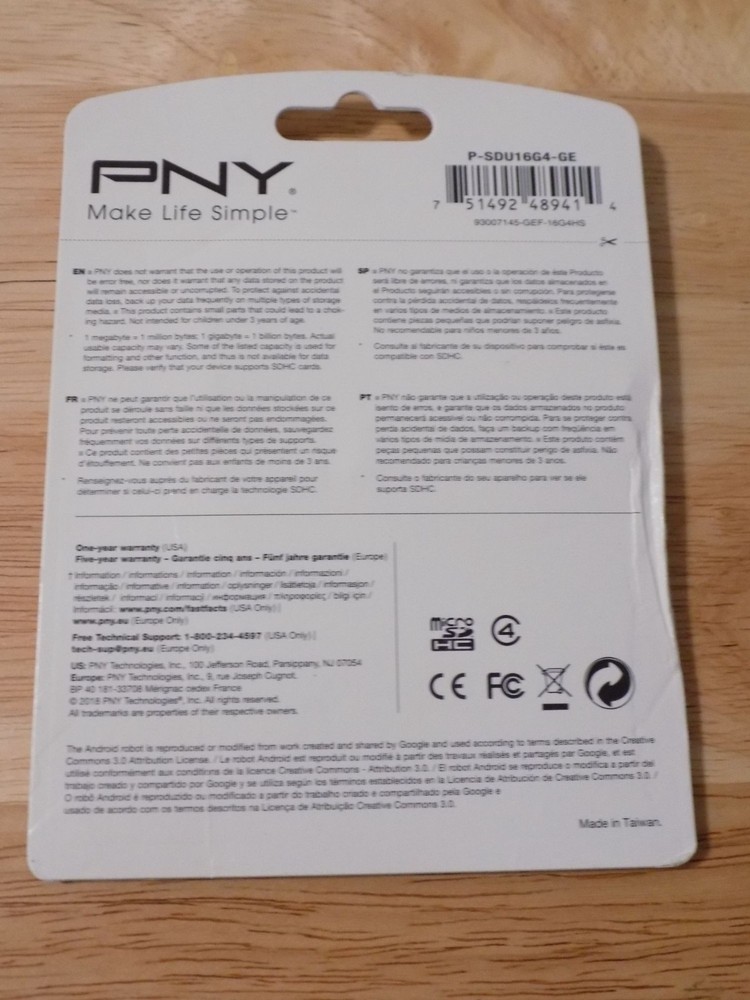 PNY®
Make Life Simple™
P-SDU16G4-GE
7 51492 48941 4
93007145-GEF-16G4HS
EN • PNY does not warrant that the use or operation of this product will
be error free, nor does it warrant that any data stored on the product
will remain accessible or uncorrupted. To protect against accidental
data loss, back up your data frequently on multiple types of storage
media. • This product contains small parts that could lead to a chok-
ing hazard. Not intended for children under 3 years of age.
1 megabyte = 1 million bytes; 1 gigabyte = 1 billion bytes. Actual
usable capacity may vary. Some of the listed capacity is used for
formatting and other function, and thus is not available for data
storage. Please verify that your device supports SDHC cards.
SP • PNY no garantiza que el uso o la operación de éste Producto
será libre de errores, ni garantiza que los datos almacenados en
el Producto seguirán accesibles o sin corrupción. Para protegerse
contra la pérdida accidental de datos, respáldelos frecuentemente
en varios tipos de medios de almacenamiento. • Este producto
contiene piezas pequeñas que podrían suponer peligro de asfixia.
No recomendable para niños menores de 3 años.
Consulte al fabricante de su dispositivo para comprobar si éste es
compatible con SDHC.
FR • PNY ne peut garantir que l'utilisation ou la manipulation de ce
produit se déroule sans faille ni que les données stockées sur ce
produit resteront accessibles ou ne seront pas endommagées.
Pour prévenir toute perte accidentelle de données, sauvegardez
fréquemment vos données sur différents types de supports.
• Ce produit contient des petites pièces qui présentent un risque
d'étouffement. Ne convient pas aux enfants de moins de 3 ans.
Renseignez-vous auprès du fabricant de votre appareil pour
déterminer si celui-ci prend en charge la technologie SDHC.
PT • PNY não garante que a utilização ou operação deste produto está
isento de erros, e garante que os dados armazenados no produto
permanecerá acessível ou não corrompida. Para se proteger contra
perda acidental de dados, faça um backup com freqüência em
vários tipos de mídia de armazenamento. • Este produto contém
peças pequenas que possam constituir perigo de asfixia. Não
recomendado para crianças menores de 3 anos.
Consulte o fabricante do seu aparelho para ver se ele
suporta SDHC.
One-year warranty (USA)
Five-year warranty – Garantie cinq ans – Fünf jahre garantie (Europe)
† Information / informations / Information / información / informazioni /
informação / informative / information / oplysninger / lisätietoja / informasjon /
részletek / informaci / informacji / информация / πληροφορίες / bilgi için /
Informácií: www.pny.com/fastfacts (USA Only) |
www.pny.eu (Europe Only)
Free Technical Support: 1-800-234-4597 (USA Only) |
tech-sup@pny.eu (Europe Only)
US: PNY Technologies, Inc., 100 Jefferson Road, Parsippany, NJ 07054
Europe: PNY Technologies, Inc., 9, rue Joseph Cugnot,
BP 40 181-33708 Mérignac cedex France
© 2018 PNY Technologies®, Inc. All rights reserved.
All trademarks are properties of their respective owners.
micro
SD
HC
4
CE FC
The Android robot is reproduced or modified from work created and shared by Google and used according to terms described in the Creative
Commons 3.0 Attribution License. / Le robot Android est reproduit ou modifié à partir des travaux réalisés et partagés par Google, et est
utilisé conformément aux conditions de la licence Creative Commons - Attribution 3.0. / El robot Android se reproduce o modifica a partir del
trabajo creado y compartido por Google y se utiliza según los términos establecidos en la Licencia de Atribución de Creative Commons 3.0. /
O robô Android é reproduzido ou modificado a partir do trabalho criado e compartilhado pela Google e
usado de acordo com os termos descritos na Licença de Atribuição Creative Commons 3.0.
Made in Taiwan.